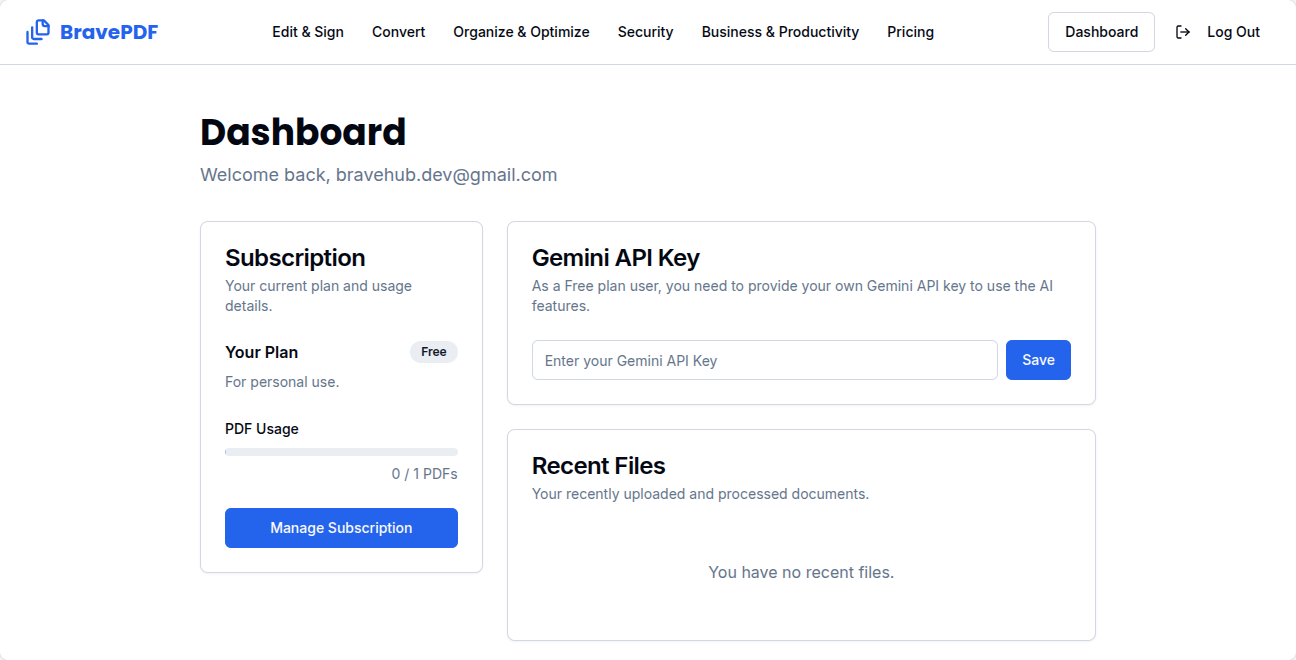 BravePDF
Edit & Sign
Convert
Organize & Optimize
Security
Business & Productivity
Pricing
Dashboard
Log Out
Dashboard
Welcome back, bravehub.dev@gmail.com
Subscription
Your current plan and usage
details.
Your Plan
Free
For personal use.
PDF Usage
0 / 1 PDFs
Manage Subscription
Gemini API Key
As a Free plan user, you need to provide your own Gemini API key to use the AI
features.
Enter your Gemini API Key
Save
Recent Files
Your recently uploaded and processed documents.
You have no recent files.